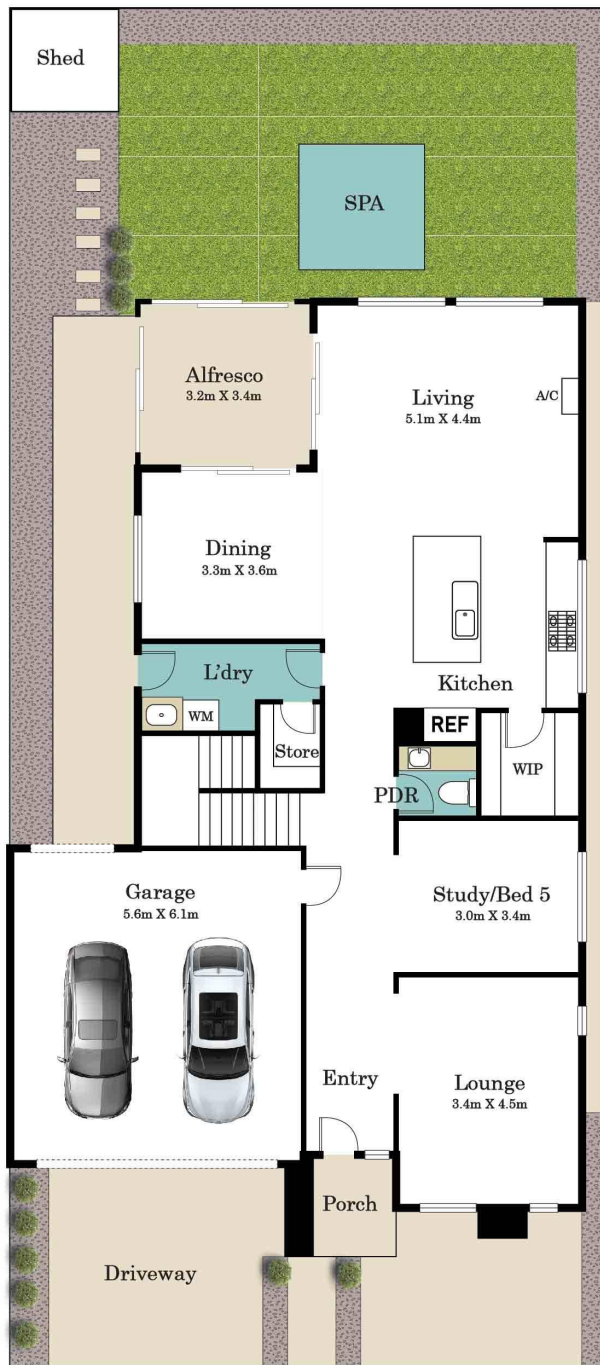 Shed
SPA
Alfresco
3.2m X 3.4m
Living
5.1m X 4.4m
A/C
Dining
3.3m X 3.6m
L'dry
Kitchen
WM
REF
Store
WIP
PDR
Garage
5.6m X 6.1m
Study/Bed 5
3.0m X 3.4m
Entry
Lounge
3.4m X 4.5m
Porch
Driveway